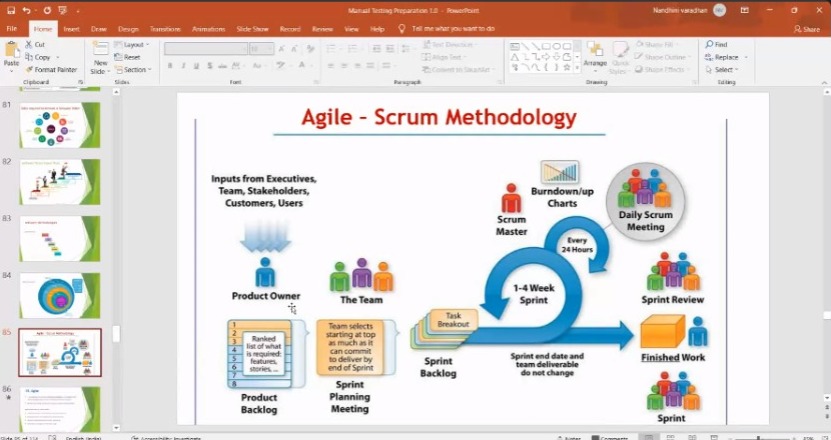 Manual Testing Preparation 1.0 - PowerPoint
Nandhini varadhan
File Home Insert Draw Design Transitions Animations Slide Show Record Review View Help Tell me what you want to do Share
Cut
Copy
Format Painter
Paste
Clipboard
New
Slide
Layout
Reset
Section
Slides
Font
Text Direction
Align Text
Convert to SmartArt
Paragraph
Arrange
Quick
Styles
Shape Fill
Shape Outline
Shape Effects
Drawing
Find
Replace
Select
Editing
81
82
83
84
85
86
Agile - Scrum Methodology
Inputs from Executives,
Team, Stakeholders,
Customers, Users
Product Owner
The Team
1
2
3
4
5
6
7
8
Ranked
list of what
is required:
features,
stories, ...
Product
Backlog
Team selects
starting at top
as much as it
can commit
to deliver by
end of Sprint
Sprint
Planning
Meeting
Task
Breakout
Sprint
Backlog
Scrum
Master
Burndown/up
Charts
Every
24 Hours
1-4 Week
Sprint
Sprint end date and
team deliverable
do not change
Daily Scrum
Meeting
Sprint Review
Finished Work
Sprint
English (India)
Accessibility: Investigate
Notes
Comments